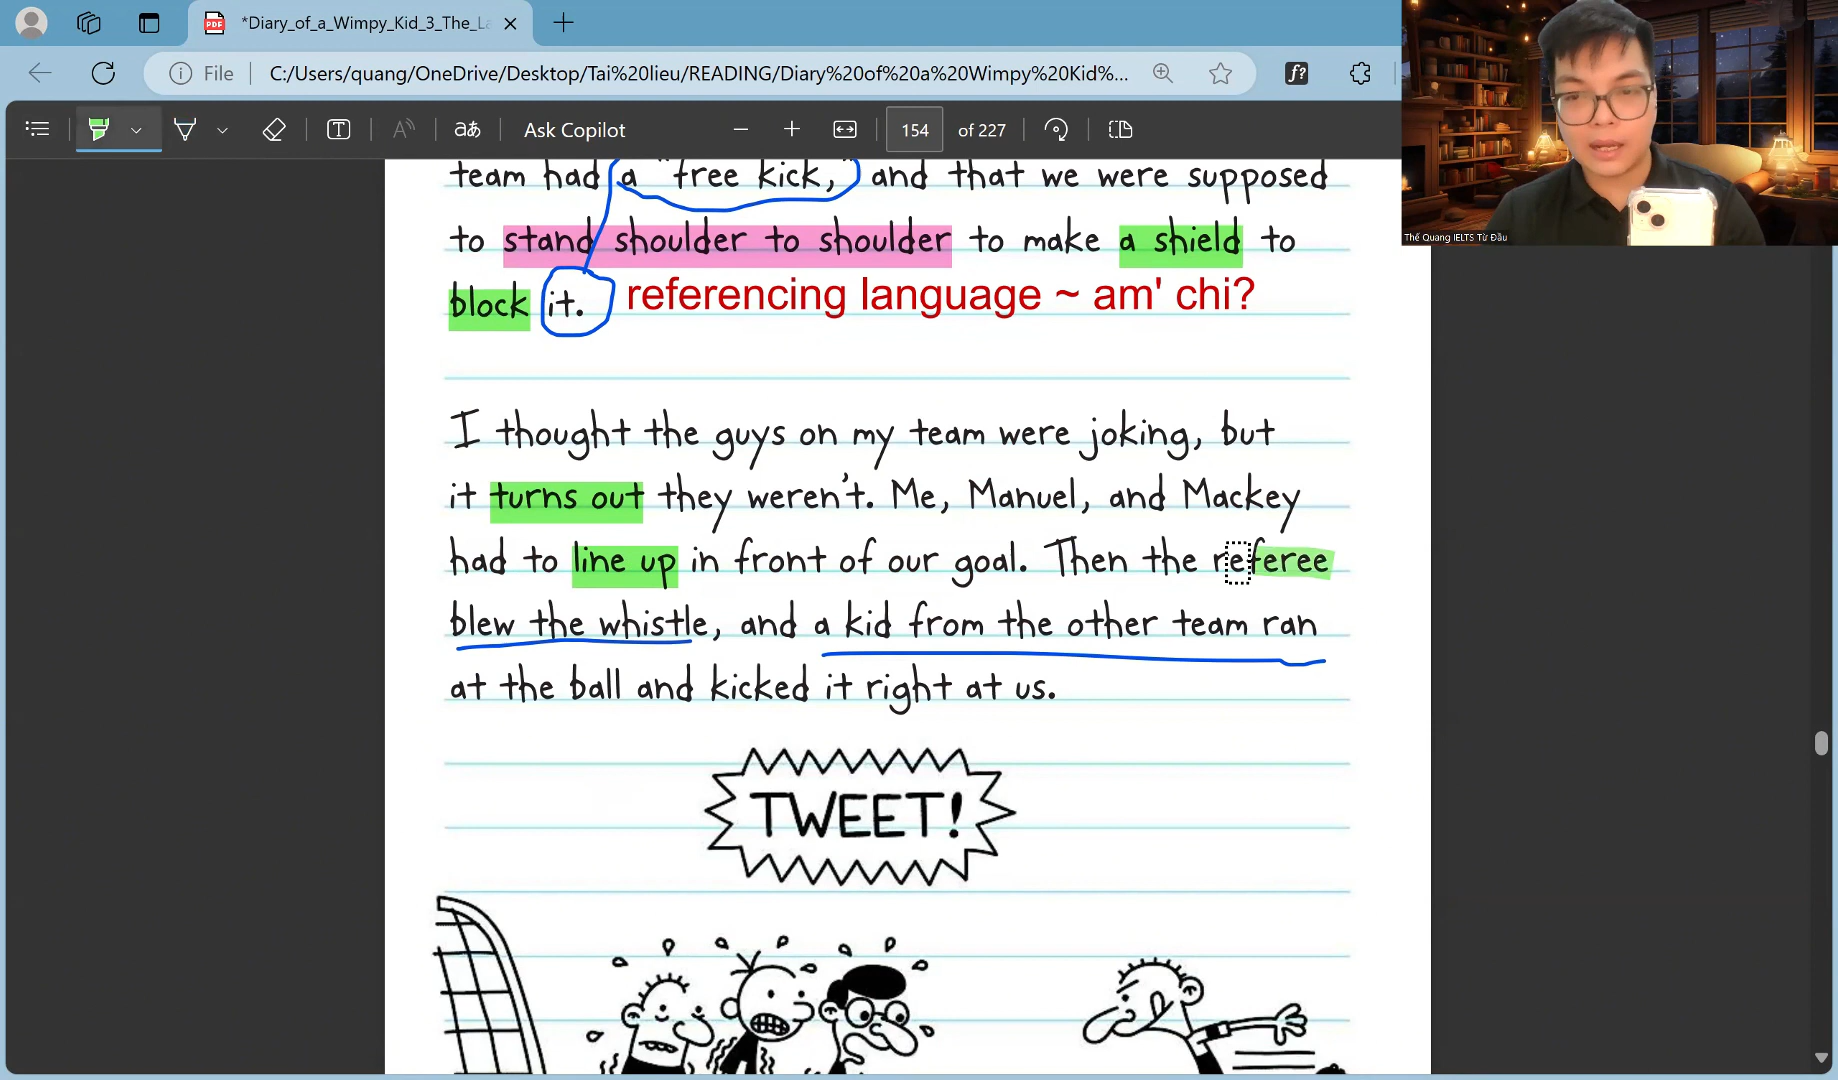 *Diary_of_a_Wimpy_Kid_3_The_La
File
C:/Users/quang/OneDrive/Desktop/Tai%20lieu/READING/Diary%20of%20a%20Wimpy%20Kid%...
Ask Copilot
154 of 227
Thế Quang IELTS Từ Đầu
team had a "free kick," and that we were supposed
to stand shoulder to shoulder to make a shield to
block it. referencing language ~ am' chi?
I thought the guys on my team were joking, but
it turns out they weren't. Me, Manuel, and Mackey
had to line up in front of our goal. Then the referee
blew the whistle, and a kid from the other team ran
at the ball and kicked it right at us.
TWEET!